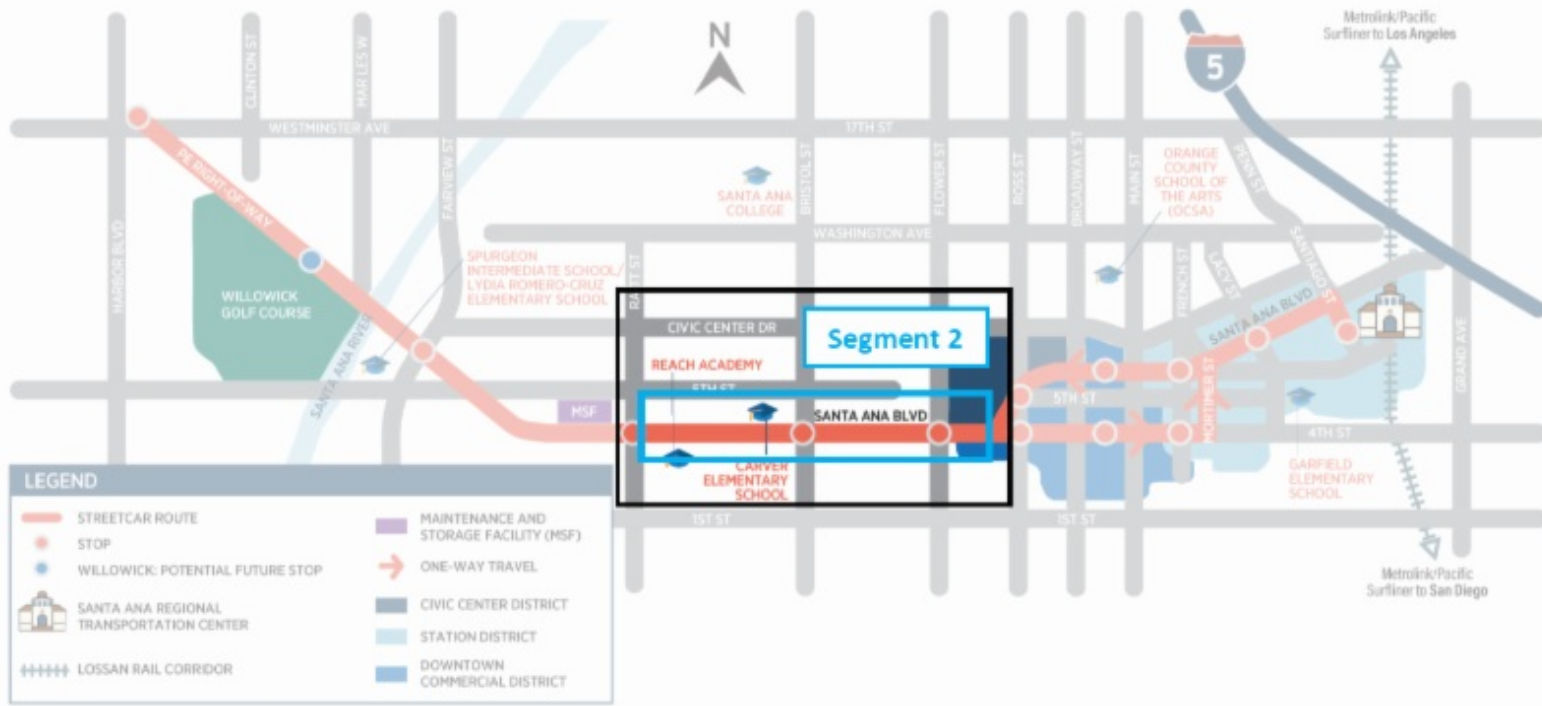 Metrolink/Pacific
Surfliner to Los Angeles
N
5
CLINTON ST
MAR LES W
WESTMINSTER AVE
17TH ST
PE RIGHT-OF-WAY
FAIRVIEW ST
HARBOR BLVD
SANTA ANA
COLLEGE
BRISTOL ST
FLOWER ST
ROSS ST
BROADWAY ST
MAIN ST
ORANGE
COUNTY
SCHOOL OF
THE ARTS
(OCSA)
PENN ST
WASHINGTON AVE
SPURGEON
INTERMEDIATE SCHOOL/
LYDIA ROMERO-CRUZ
ELEMENTARY SCHOOL
RAITT ST
FRENCH ST
LACY ST
SANTIAGO ST
WILLOWICK
GOLF COURSE
SANTA ANA RIVER
CIVIC CENTER DR
Segment 2
SANTA ANA BLVD
GRAND AVE
REACH ACADEMY
5TH ST
5TH ST
MORTIMER ST
MSF
SANTA ANA BLVD
4TH ST
CARVER
ELEMENTARY
SCHOOL
GARFIELD
ELEMENTARY
SCHOOL
1ST ST
1ST ST
Metrolink/Pacific
Surfliner to San Diego
LEGEND
STREETCAR ROUTE
STOP
WILLOWICK: POTENTIAL FUTURE STOP
SANTA ANA REGIONAL
TRANSPORTATION CENTER
LOSSAN RAIL CORRIDOR
MAINTENANCE AND
STORAGE FACILITY (MSF)
ONE-WAY TRAVEL
CIVIC CENTER DISTRICT
STATION DISTRICT
DOWNTOWN
COMMERCIAL DISTRICT